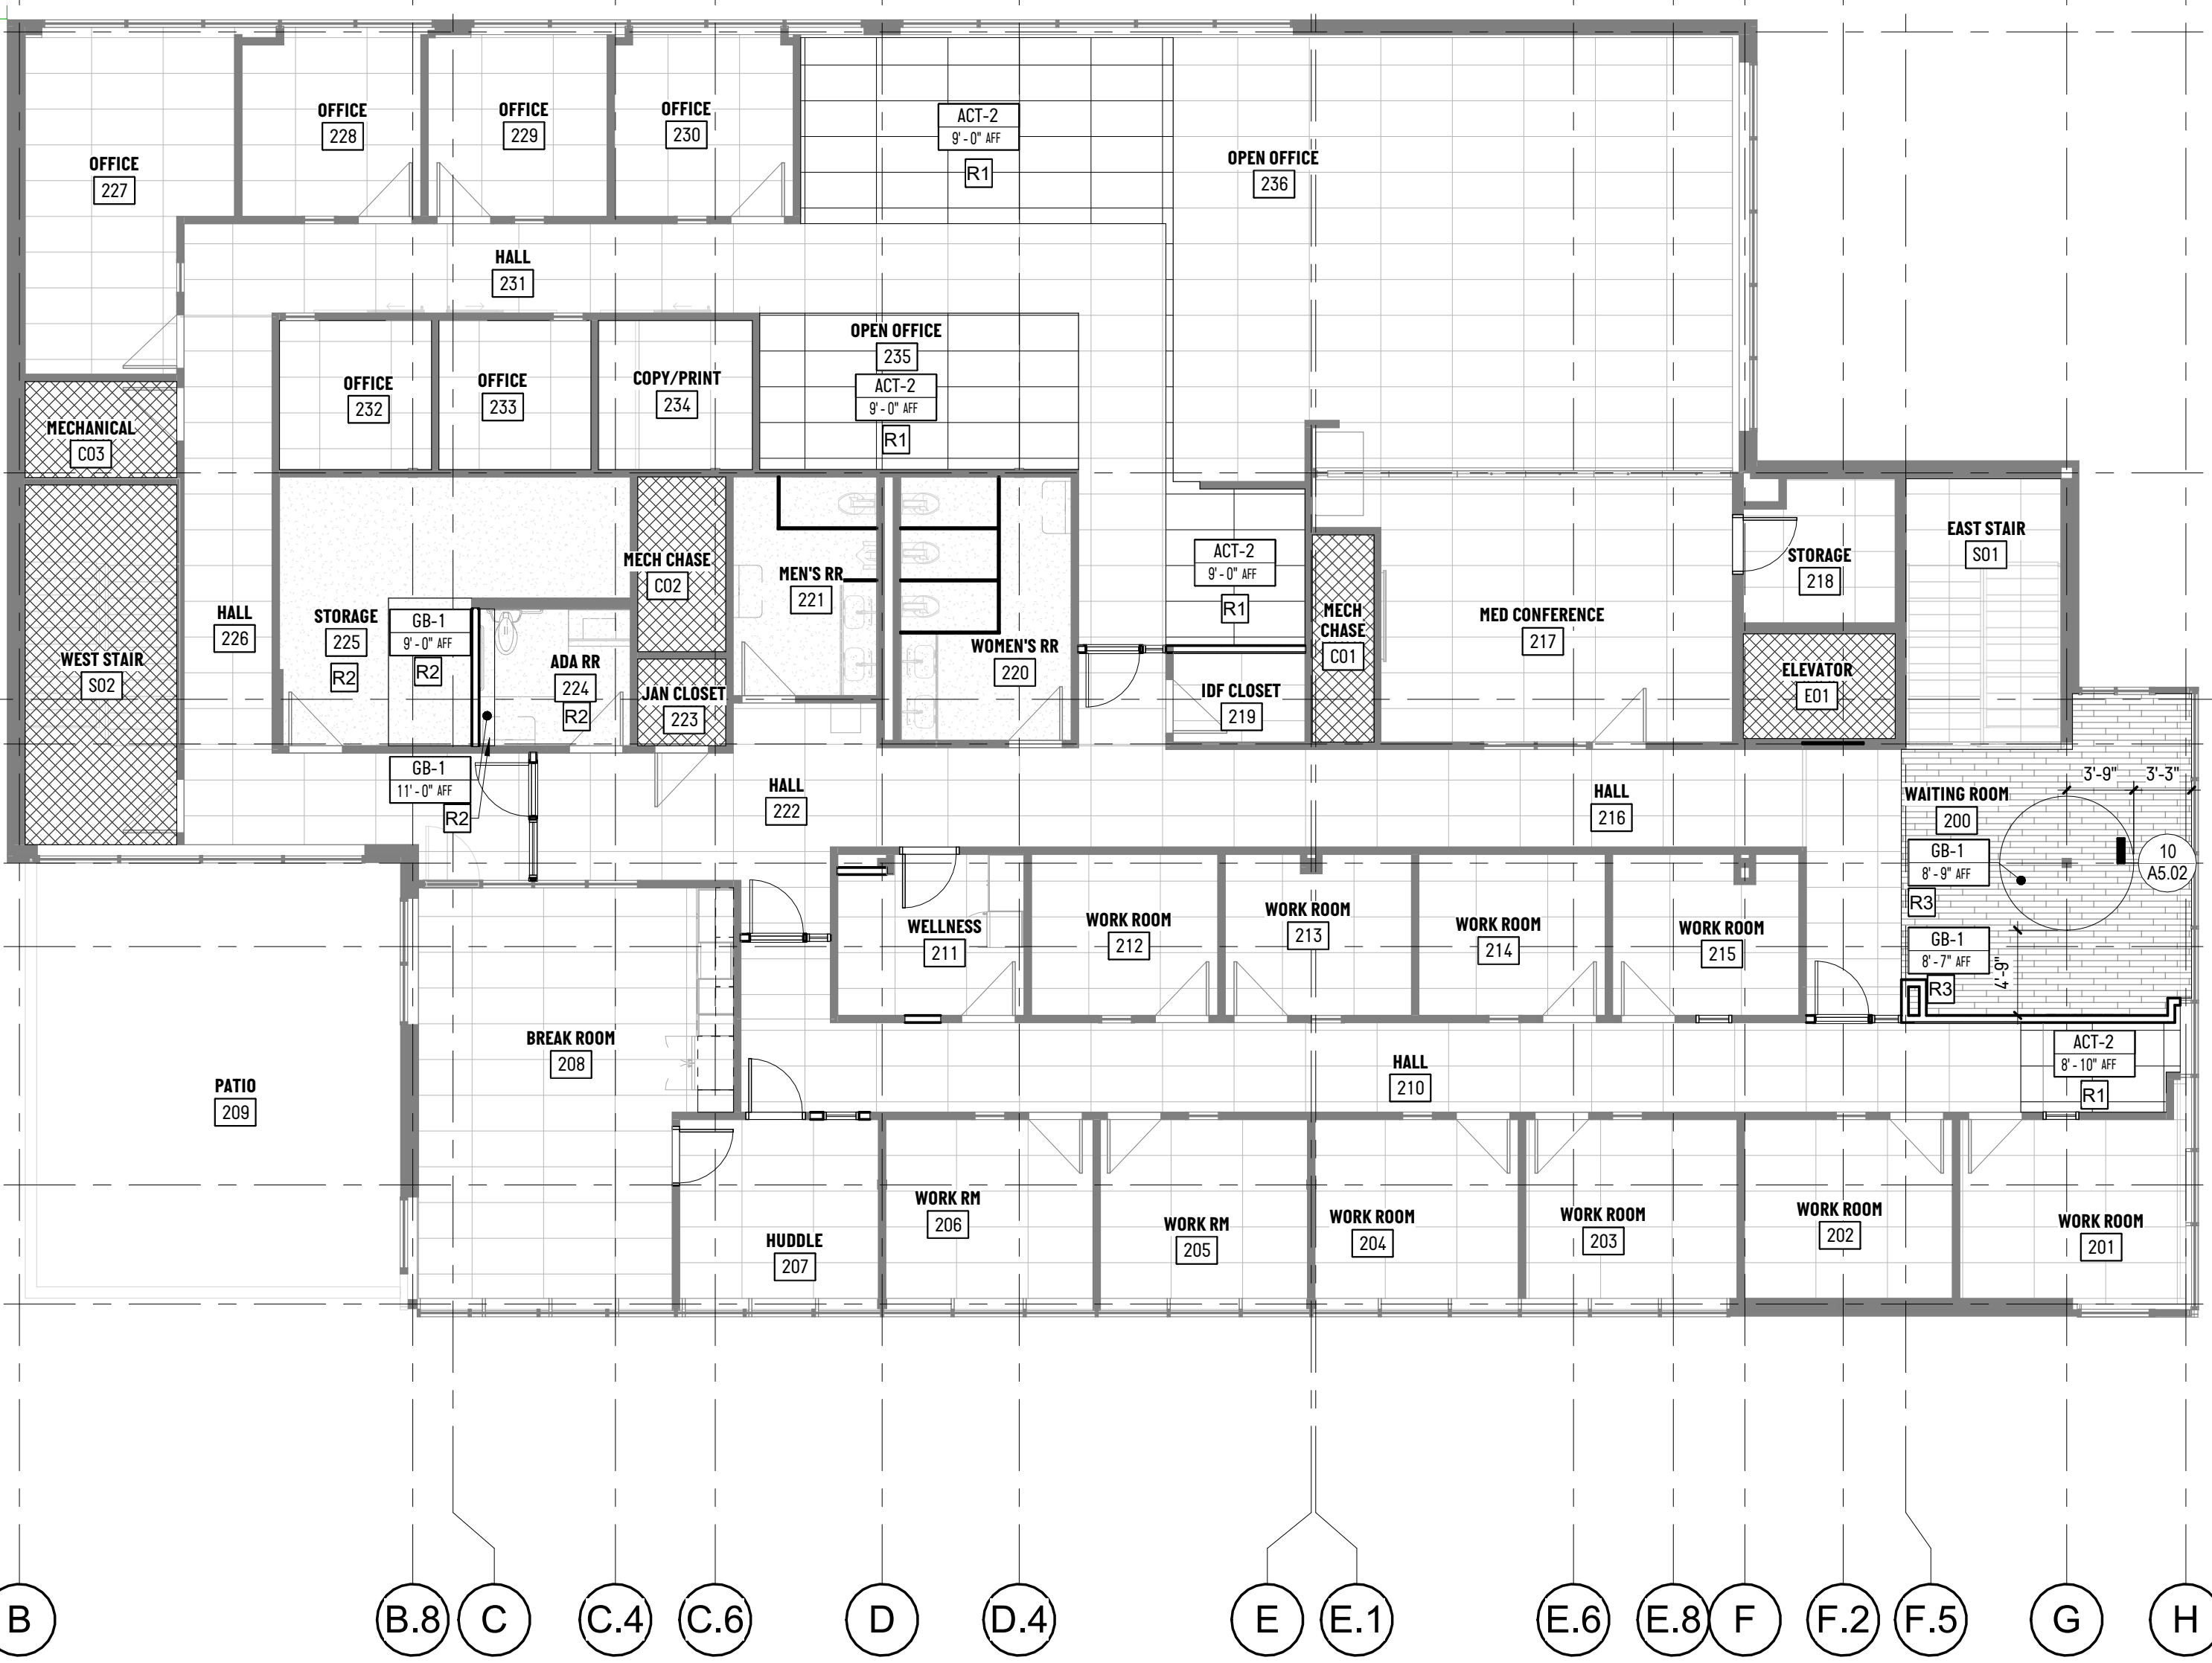 OFFICE
227
OFFICE
228
OFFICE
229
OFFICE
230
ACT-2
9'-0" AFF
R1
OPEN OFFICE
236
HALL
231
OFFICE
232
OFFICE
233
COPY/PRINT
234
OPEN OFFICE
235
ACT-2
9'-0" AFF
R1
MECHANICAL
C03
WEST STAIR
S02
HALL
226
STORAGE
225
R2
GB-1
9'-0" AFF
R2
ADA RR
224
R2
MECH CHASE
C02
JAN CLOSET
223
MEN'S RR
221
WOMEN'S RR
220
ACT-2
9'-0" AFF
R1
IDF CLOSET
219
MECH
CHASE
C01
MED CONFERENCE
217
STORAGE
218
ELEVATOR
E01
EAST STAIR
S01
GB-1
11'-0" AFF
R2
HALL
222
HALL
216
3'-9"
3'-3"
WAITING ROOM
200
GB-1
8'-9" AFF
R3
10
A5.02
GB-1
8'-7" AFF
R3
4'-9"
WELLNESS
211
WORK ROOM
212
WORK ROOM
213
WORK ROOM
214
WORK ROOM
215
BREAK ROOM
208
PATIO
209
HALL
210
ACT-2
8'-10" AFF
R1
HUDDLE
207
WORK RM
206
WORK RM
205
WORK ROOM
204
WORK ROOM
203
WORK ROOM
202
WORK ROOM
201
B
B.8
C
C.4
C.6
D
D.4
E
E.1
E.6
E.8
F
F.2
F.5
G
H